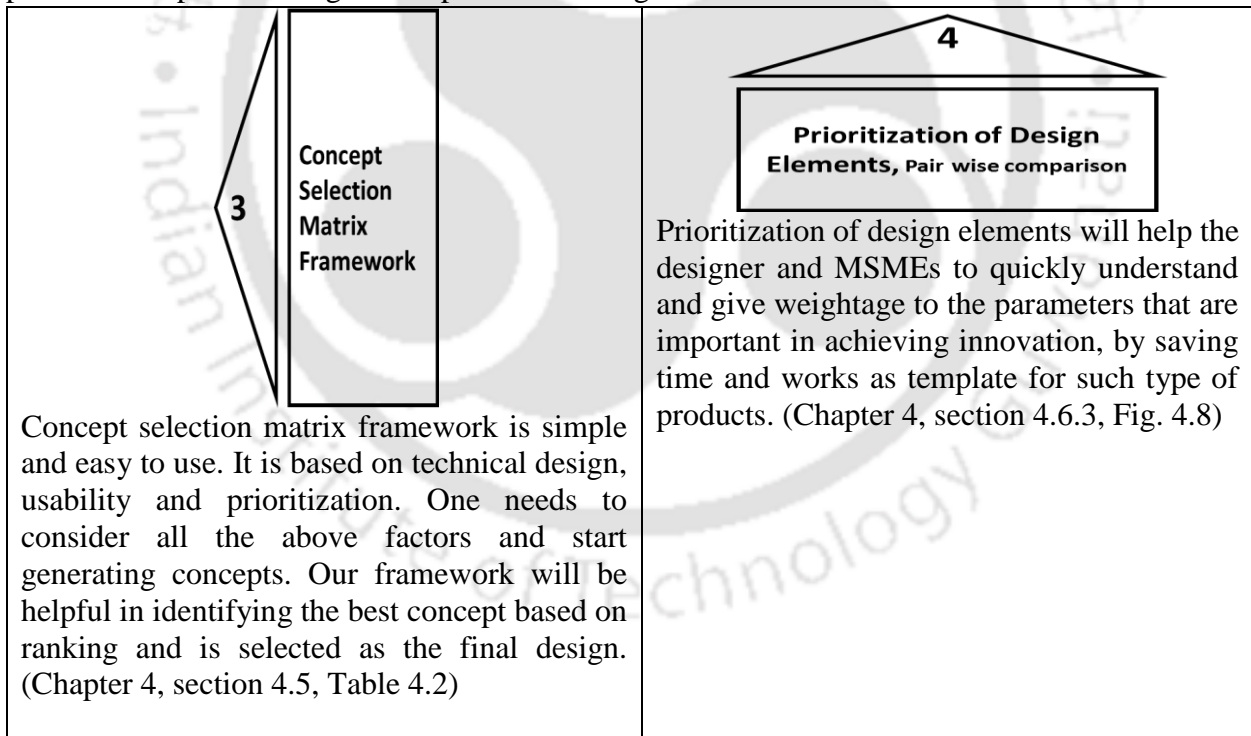 3
Concept
Selection
Matrix
Framework
Concept selection matrix framework is simple
and easy to use. It is based on technical design,
usability and prioritization. One needs to
consider all the above factors and start
generating concepts. Our framework will be
helpful in identifying the best concept based on
ranking and is selected as the final design.
(Chapter 4, section 4.5, Table 4.2)
4
Prioritization of Design
Elements, Pair wise comparison
Prioritization of design elements will help the
designer and MSMEs to quickly understand
and give weightage to the parameters that are
important in achieving innovation, by saving
time and works as template for such type of
products. (Chapter 4, section 4.6.3, Fig. 4.8)
Indian Institute of Technology